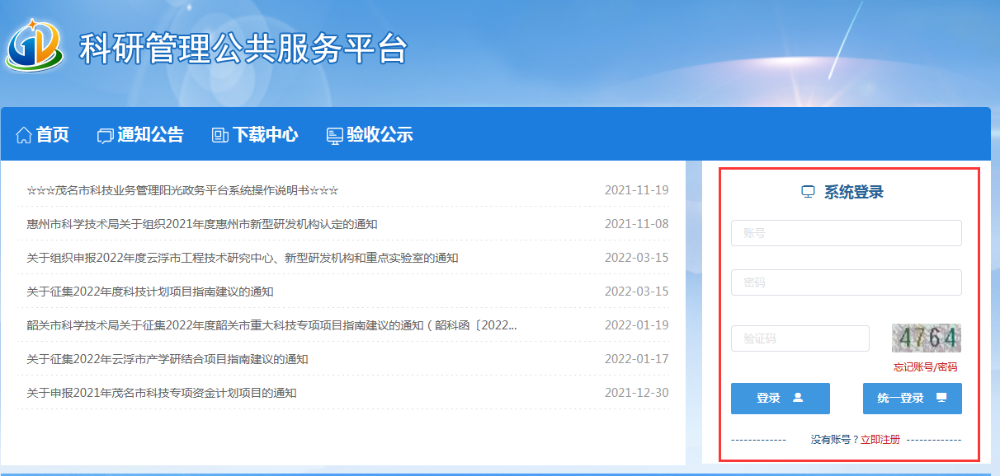 科研管理公共服务平台
首页 通知公告 下载中心 验收公示
☆☆☆茂名市科技业务管理阳光政务平台系统操作说明书☆☆☆ 2021-11-19
惠州市科学技术局关于组织2021年度惠州市新型研发机构认定的通知 2021-11-08
关于组织申报2022年度云浮市工程技术研究中心、新型研发机构和重点实验室的通知 2022-03-15
关于征集2022年度科技计划项目指南建议的通知 2022-03-15
韶关市科学技术局关于征集2022年度韶关市重大科技专项项目指南建议的通知（韶科函〔2022... 2022-01-19
关于征集2022年云浮市产学研结合项目指南建议的通知 2022-01-17
关于申报2021年茂名市科技专项资金计划项目的通知 2021-12-30
系统登录
账号
密码
验证码 4764
忘记账号/密码
登录 统一登录
------------- 没有账号？立即注册 -------------